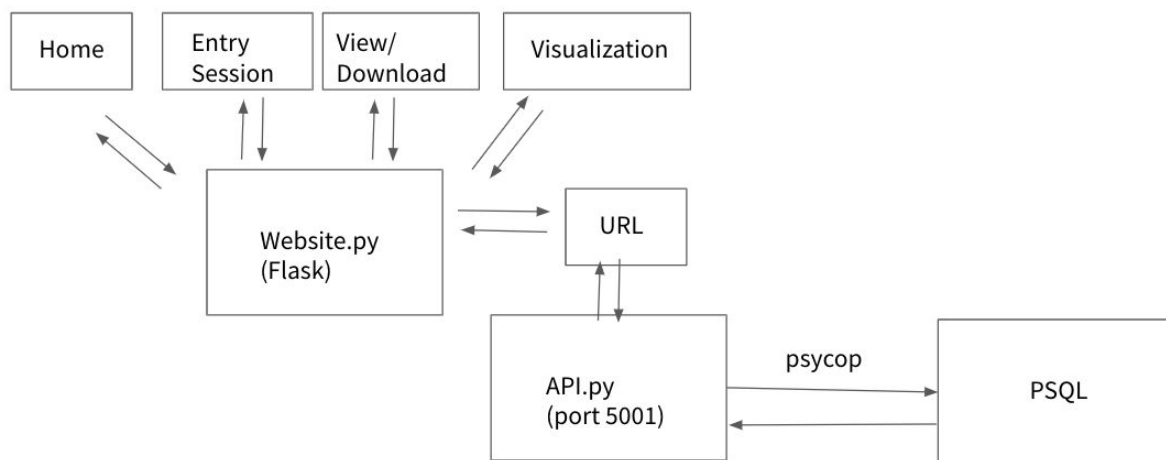 Home
Entry
Session
View/
Download
Visualization
Website.py
(Flask)
URL
API.py
(port 5001)
psycop
PSQL